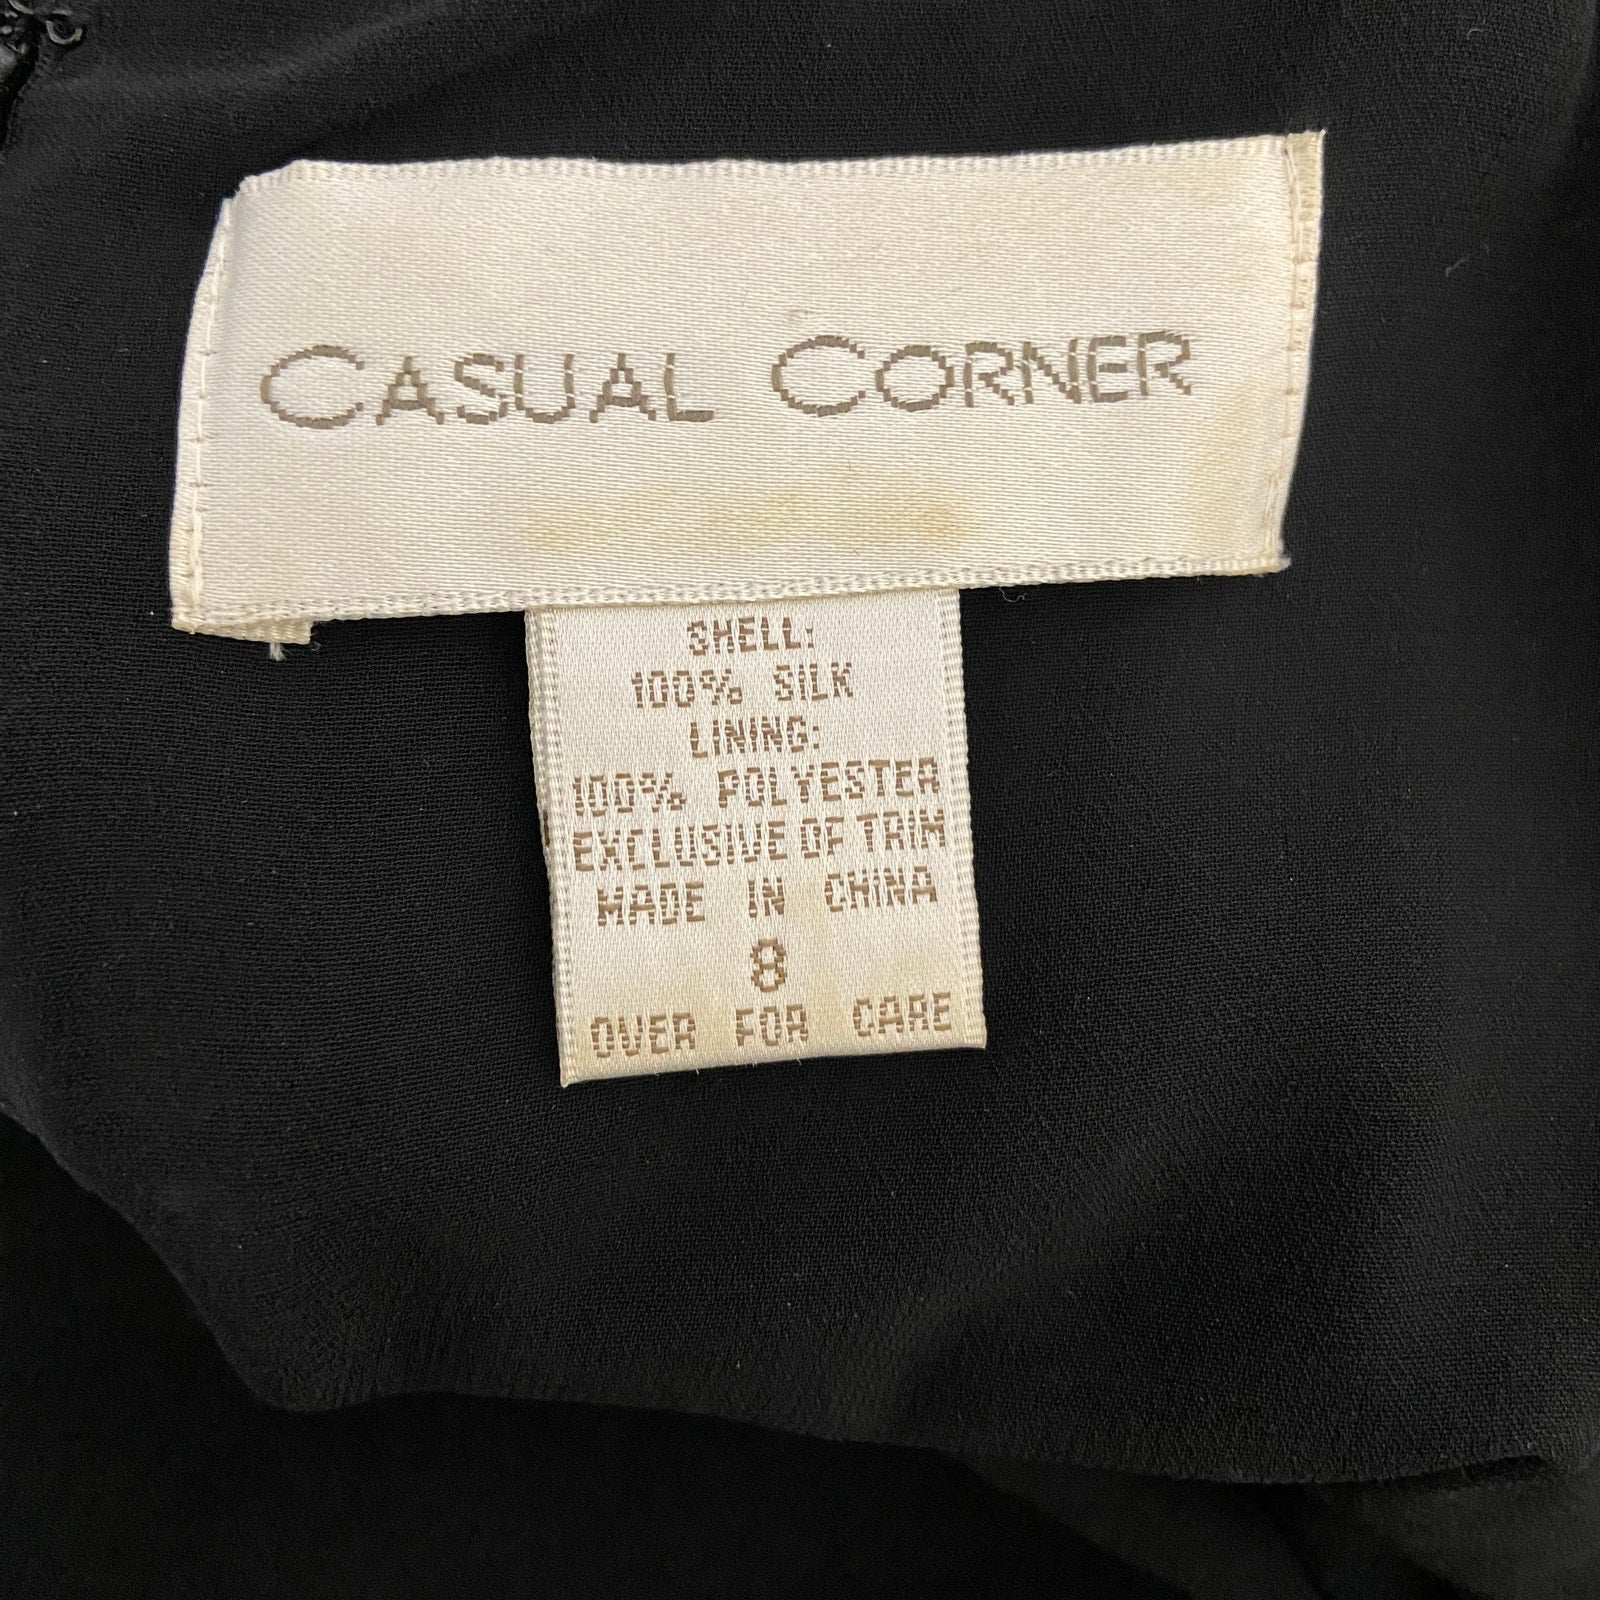 CASUAL CORNER
SHELL:
100% SILK
LINING:
100% POLYESTER
EXCLUSIVE OF TRIM
MADE IN CHINA
8
OVER FOR CARE